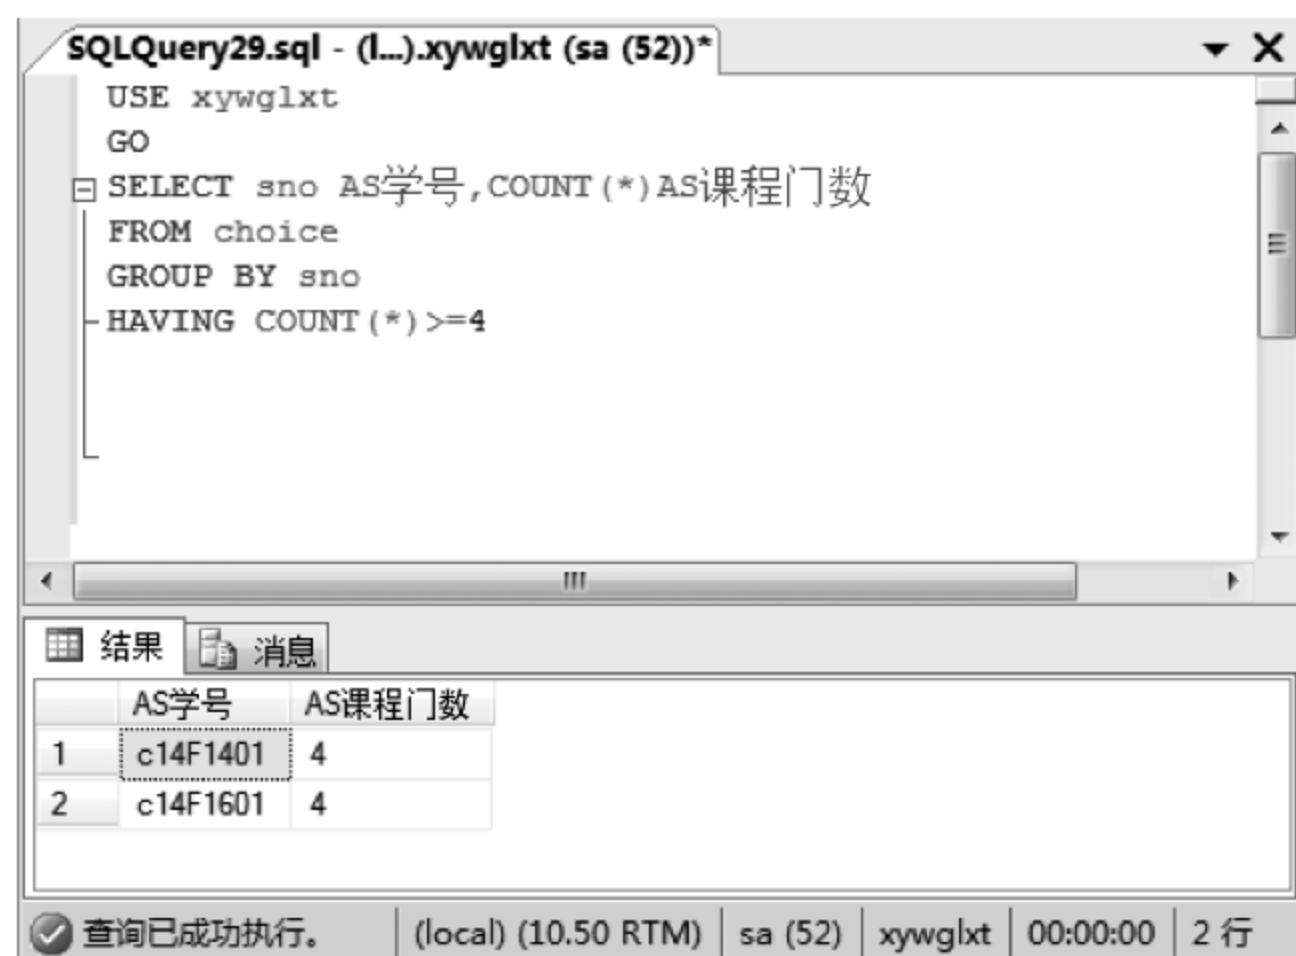 SQLQuery29.sql - (l...).xywglxt (sa (52))*
USE xywglxt
GO
SELECT sno AS学号,COUNT(*)AS课程门数
FROM choice
GROUP BY sno
HAVING COUNT(*)>=4
结果 消息
AS学号 AS课程门数
1 c14F1401 4
2 c14F1601 4
查询已成功执行。 (local) (10.50 RTM) sa (52) xywglxt 00:00:00 2 行